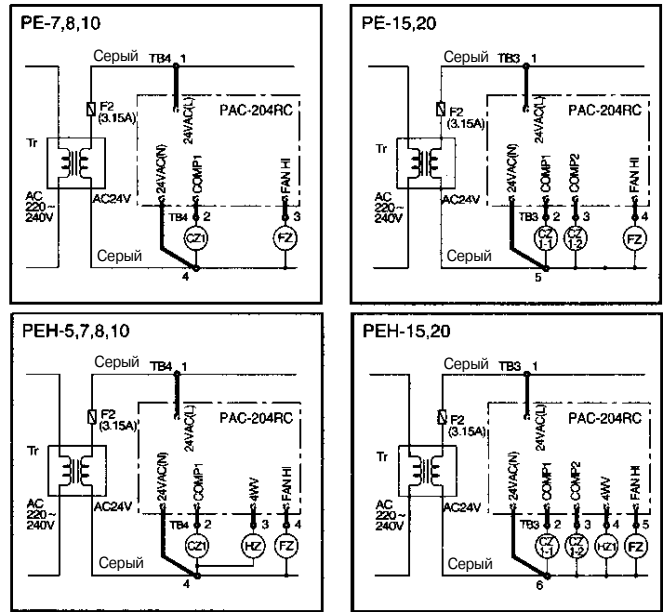 PE-7,8,10
Серый TB4 1
F2
(3.15A)
24VAC(L)
PAC-204RC
Tr
24VAC(N)
COMP1
FAN HI
AC
220~
240V
AC24V
TB4 2 3
CZ1 FZ
Серый
4
PE-15,20
Серый TB3 1
F2
(3.15A)
24VAC(L)
PAC-204RC
Tr
24VAC(N)
COMP1
COMP2
FAN HI
AC
220~
240V
AC24V
TB3 2 3 4
CZ
1-1
CZ
1-2
FZ
Серый
5
PEH-5,7,8,10
Серый TB4 1
F2
(3.15A)
24VAC(L)
PAC-204RC
Tr
24VAC(N)
COMP1
4WV
FAN HI
AC
220~
240V
AC24V
TB4 2 3 4
CZ1 HZ FZ
Серый
4
PEH-15,20
Серый TB3 1
F2
(3.15A)
24VAC(L)
PAC-204RC
Tr
24VAC(N)
COMP1
COMP2
4WV
FAN HI
AC
220~
240V
AC24V
TB3 2 3 4 5
CZ
1-1
CZ
1-2
HZ1 FZ
Серый
6